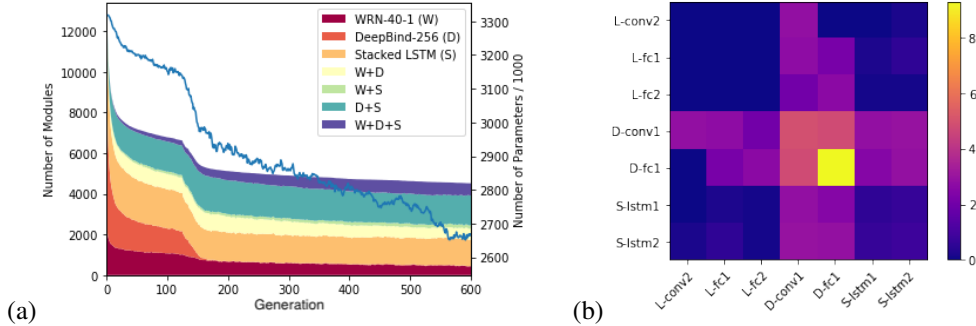 WRN-40-1 (W)
DeepBind-256 (D)
Stacked LSTM (S)
W+D
W+S
D+S
W+D+S
Number of Modules
12000
10000
8000
6000
4000
2000
0
0 100 200 300 400 500 600
Generation
3300
3200
3100
3000
2900
2800
2700
2600
Number of Parameters / 1000
(a)
L-conv2
L-fc1
L-fc2
D-conv1
D-fc1
S-lstm1
S-lstm2
L-conv2 L-fc1 L-fc2 D-conv1 D-fc1 S-lstm1 S-lstm2
8
6
4
2
0
(b)